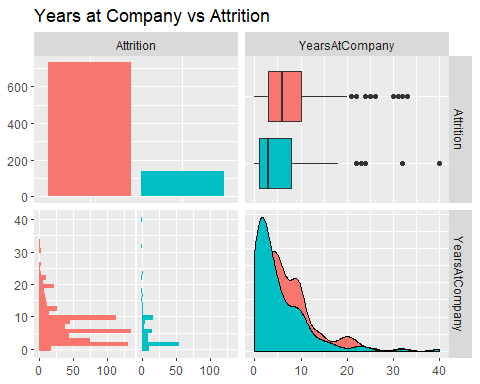 Years at Company vs Attrition
Attrition
YearsAtCompany
600
400
200
0
Attrition
40
30
20
10
0
YearsAtCompany
0 50 100 0 50 100
0 10 20 30 40